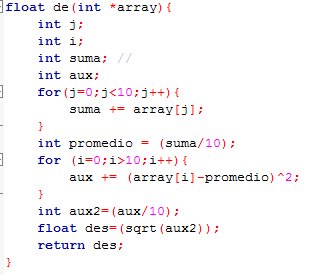 float de(int *array){
int j;
int i;
int suma; //
int aux;
for(j=0;j<10;j++){
suma += array[j];
}
int promedio = (suma/10);
for (i=0;i>10;i++){
aux += (array[i]-promedio)^2;
}
int aux2=(aux/10);
float des=(sqrt(aux2));
return des;
}